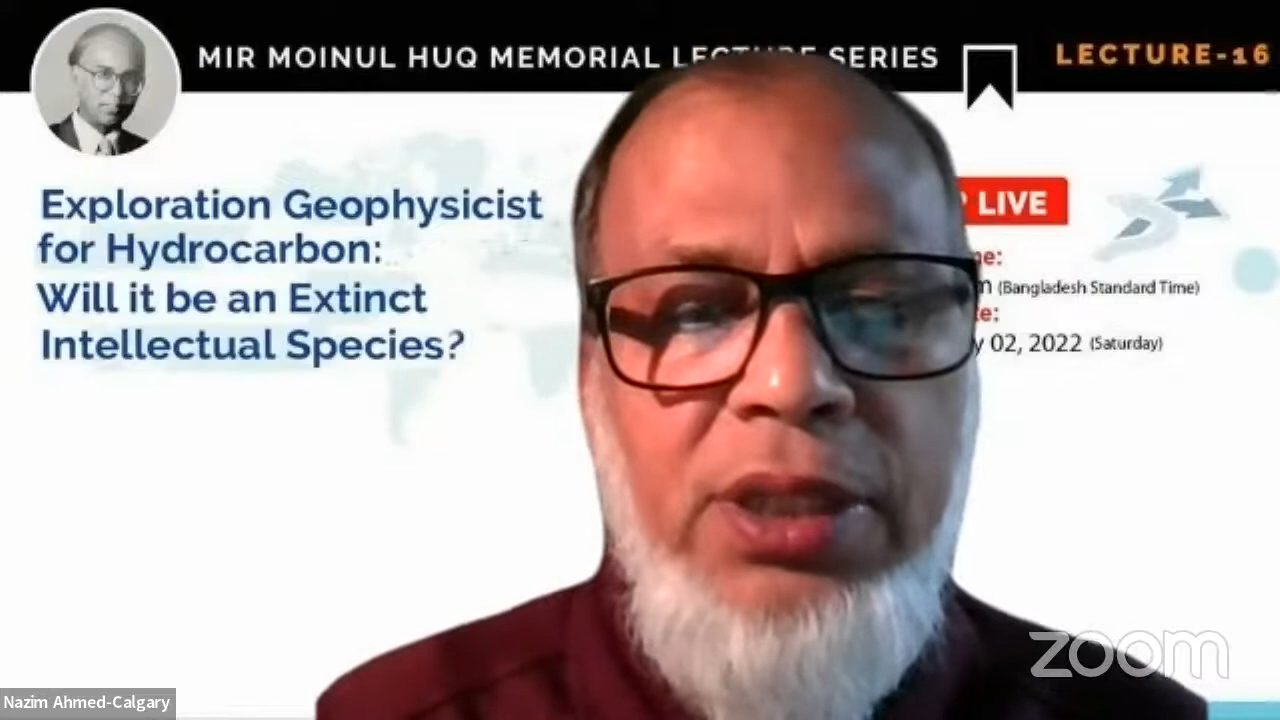 MIR MOINUL HUQ MEMORIAL LECTURE SERIES
LECTURE-16
Exploration Geophysicist
for Hydrocarbon:
Will it be an Extinct
Intellectual Species?
LIVE
(Bangladesh Standard Time)
02, 2022 (Saturday)
zoom
Nazim Ahmed-Calgary